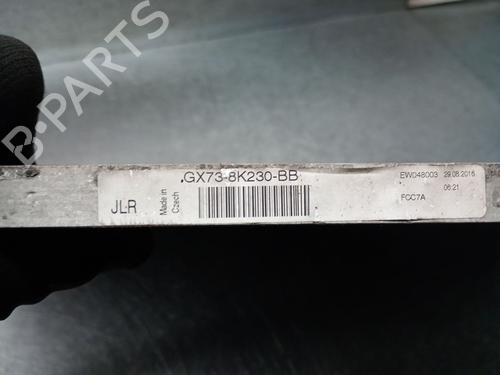 GX73-8K230-BB
JLR
Made in
Czech
EW048003 29.08.2016
06:21
FCC7A
B-PARTS